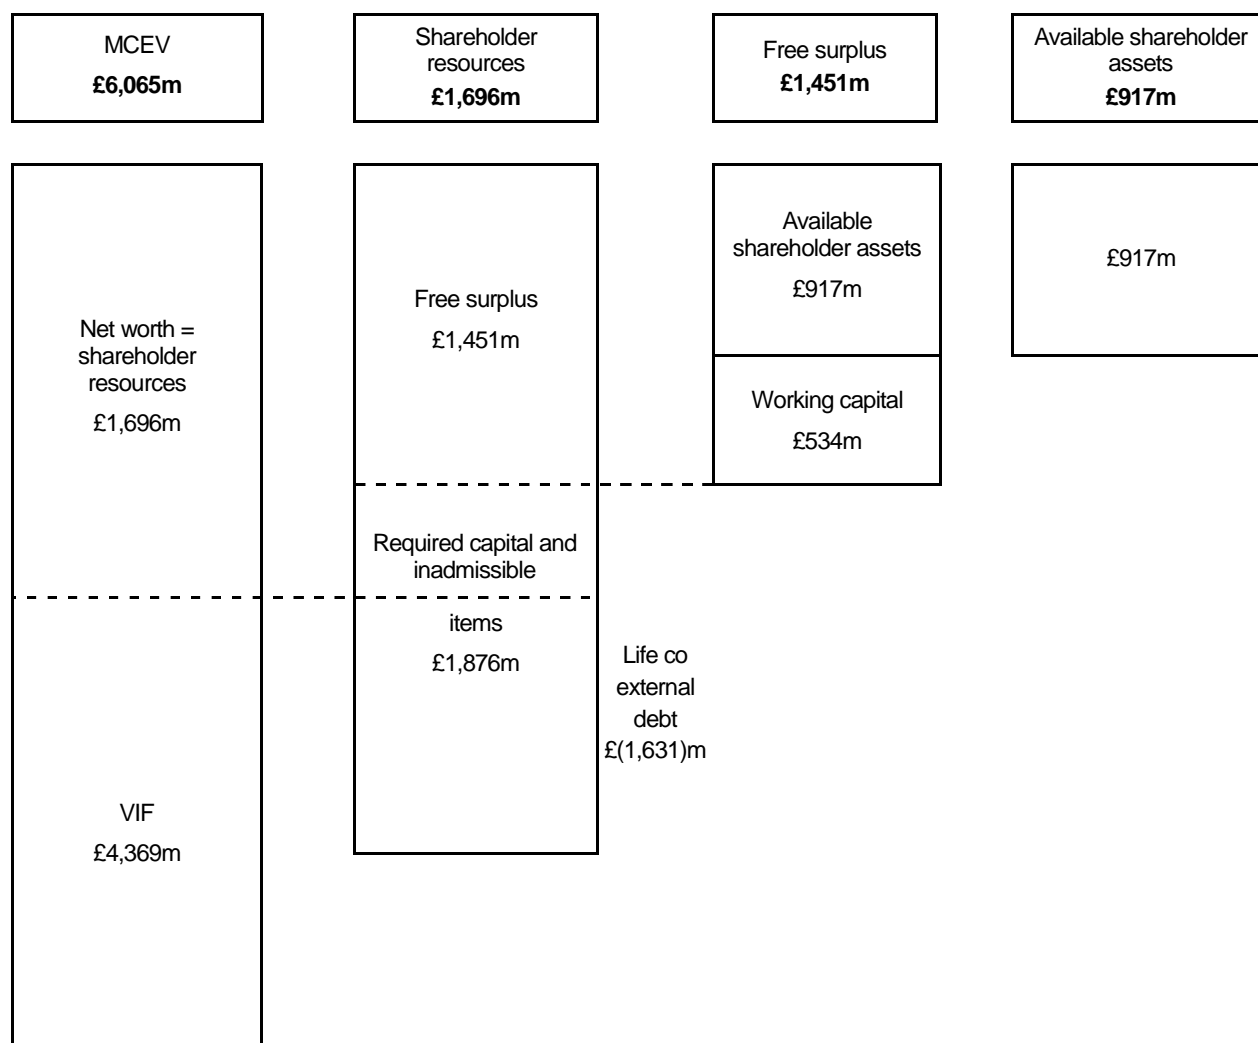 MCEV
£6,065m
Shareholder
resources
£1,696m
Free surplus
£1,451m
Available shareholder
assets
£917m
Net worth =
shareholder
resources
£1,696m
VIF
£4,369m
Free surplus
£1,451m
Required capital and
inadmissible
items
£1,876m
Life co
external
debt
£(1,631)m
Available
shareholder assets
£917m
Working capital
£534m
£917m